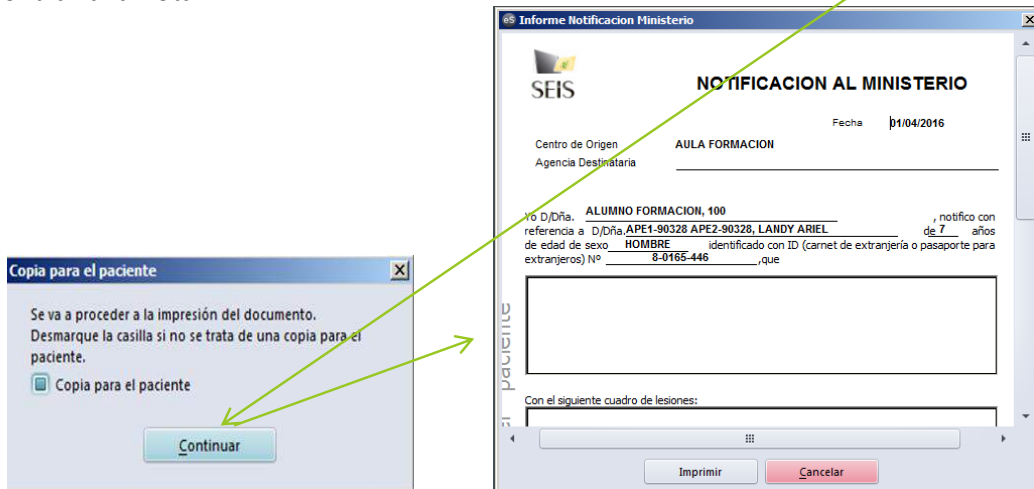 Informe Notificacion Ministerio
SEIS
NOTIFICACION AL MINISTERIO
Fecha 01/04/2016
Centro de Origen AULA FORMACION
Agencia Destinataria
Yo D/Dña. ALUMNO FORMACION, 100 , notifico con
referencia a D/Dña. APE1-90328 APE2-90328, LANDY ARIEL de 7 años
de edad de sexo HOMBRE identificado con ID (carnet de extranjería o pasaporte para
extranjeros) Nº 8-0165-446 ,que
paciente
el
Con el siguiente cuadro de lesiones:
Imprimir Cancelar
Copia para el paciente
Se va a proceder a la impresión del documento.
Desmarque la casilla si no se trata de una copia para el
paciente.
Copia para el paciente
Continuar